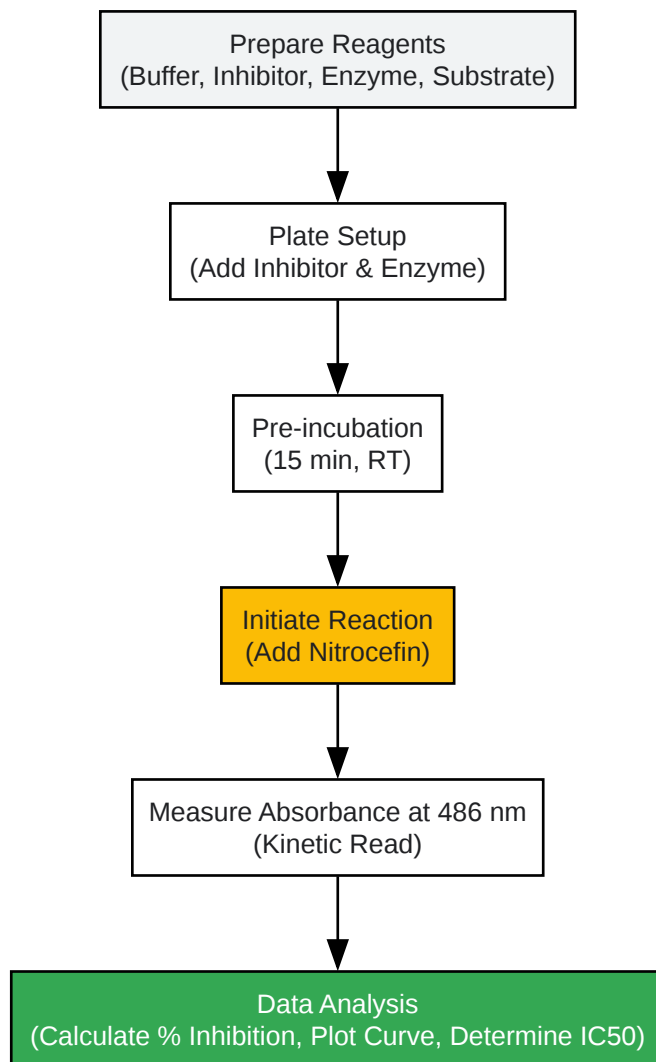 Prepare Reagents
(Buffer, Inhibitor, Enzyme, Substrate)
Plate Setup
(Add Inhibitor & Enzyme)
Pre-incubation
(15 min, RT)
Initiate Reaction
(Add Nitrocefin)
Measure Absorbance at 486 nm
(Kinetic Read)
Data Analysis
(Calculate % Inhibition, Plot Curve, Determine IC50)